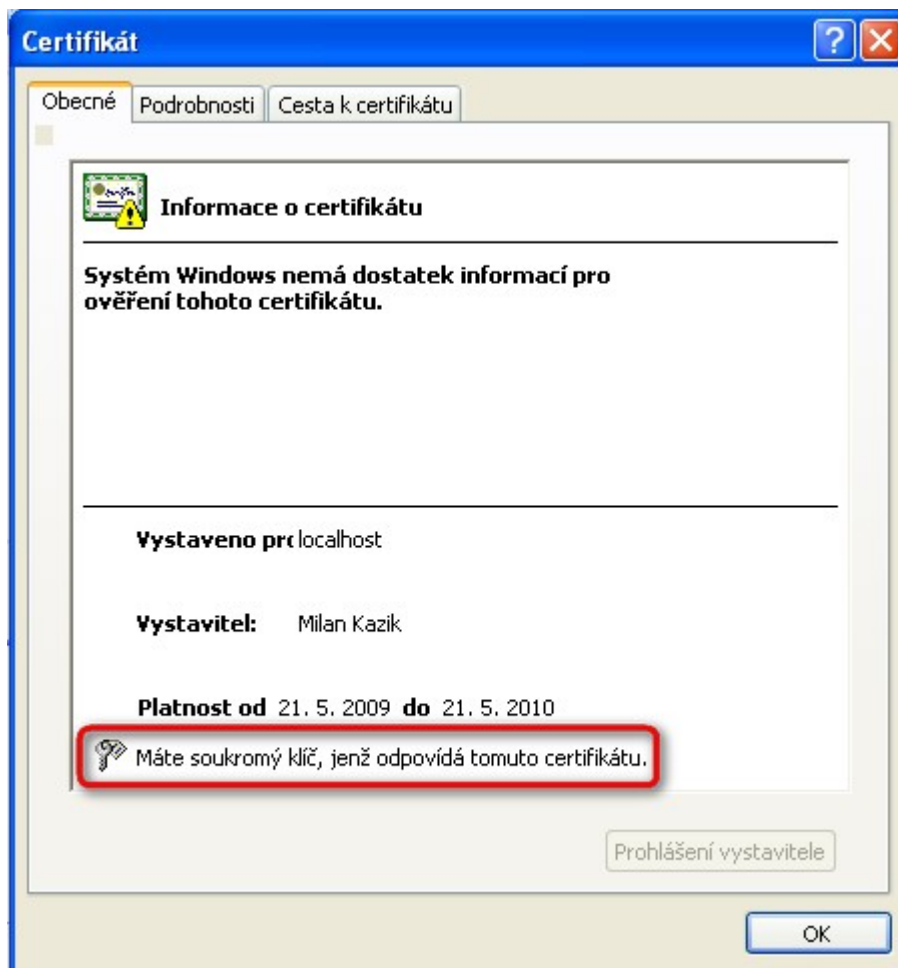 Certifikát
Obecné Podrobnosti Cesta k certifikátu
Informace o certifikátu
Systém Windows nemá dostatek informací pro
ověření tohoto certifikátu.
Vystaveno pro localhost
Vystavitel: Milan Kazik
Platnost od 21. 5. 2009 do 21. 5. 2010
Máte soukromý klíč, jenž odpovídá tomuto certifikátu.
Prohlášení vystavitele
OK